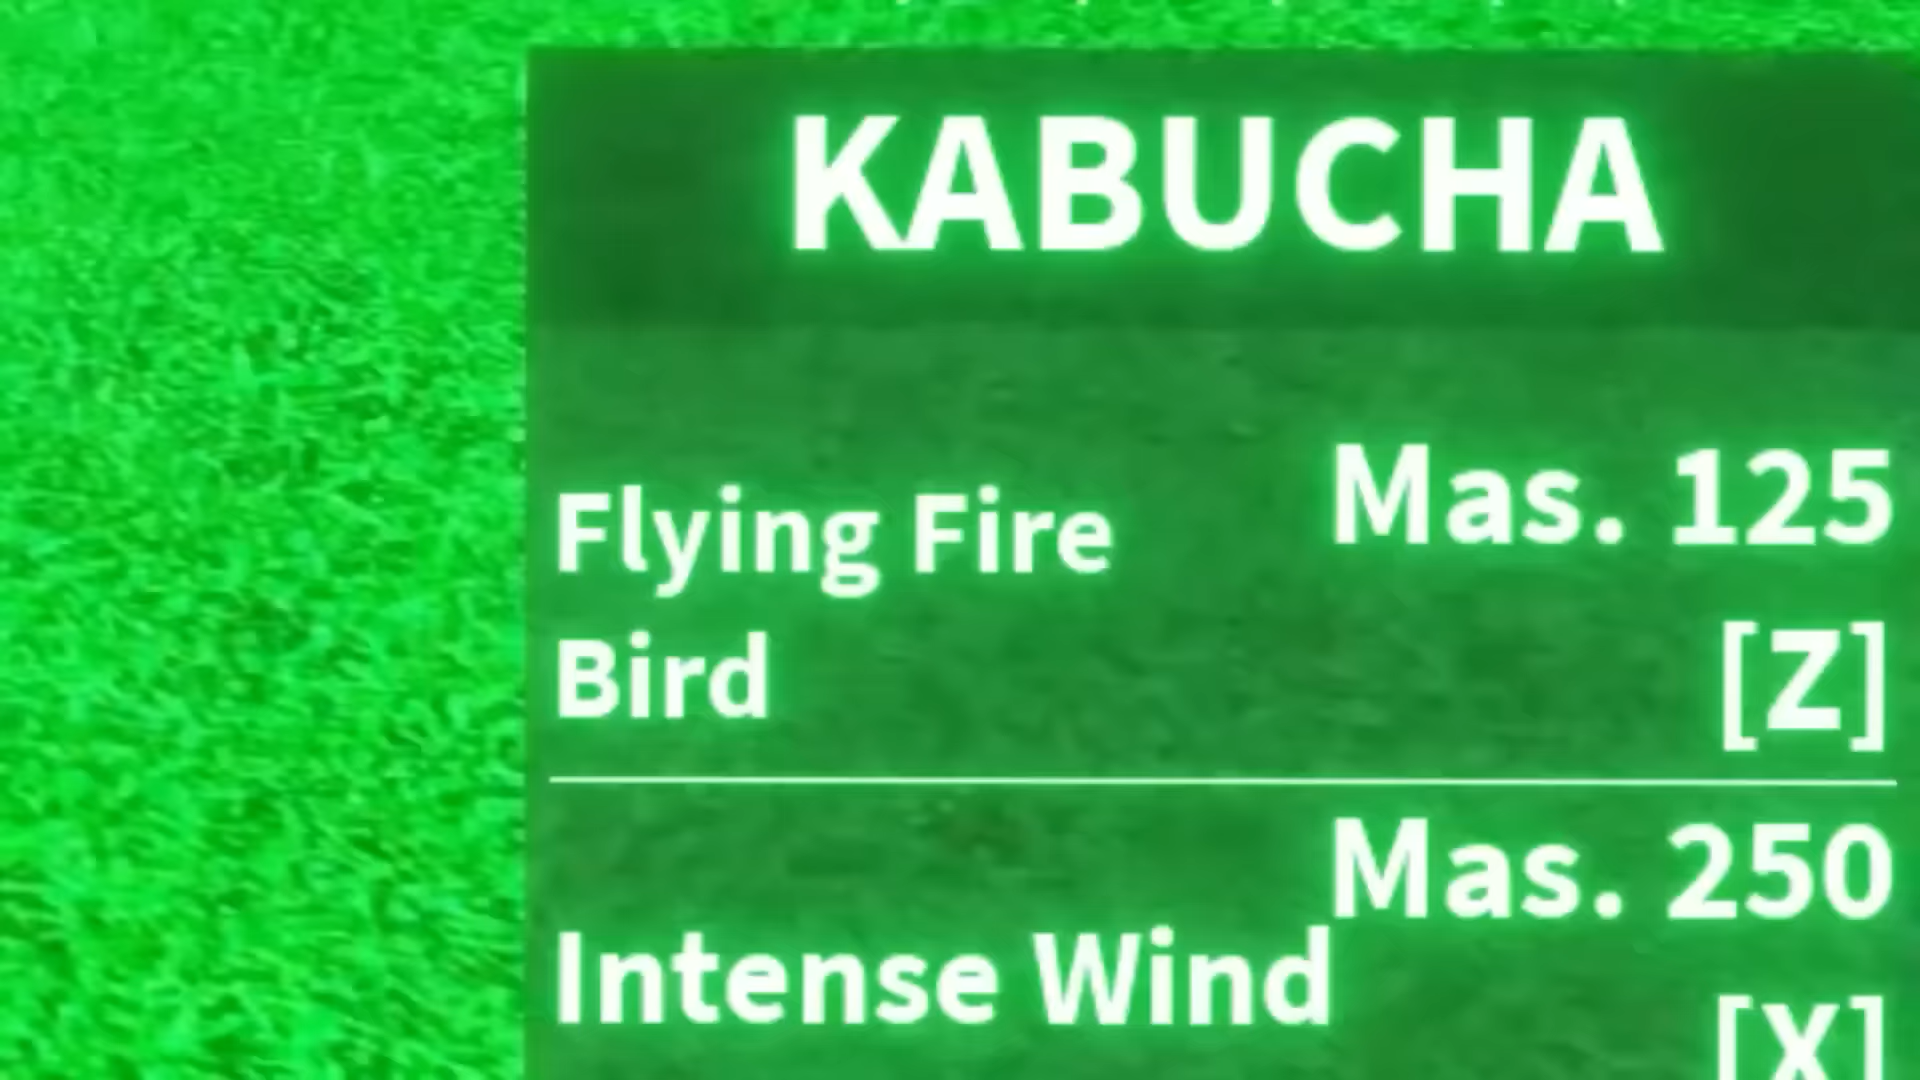 KABUCHA
Mas. 125
Flying Fire
Bird
[Z]
Mas. 250
Intense Wind
[X]